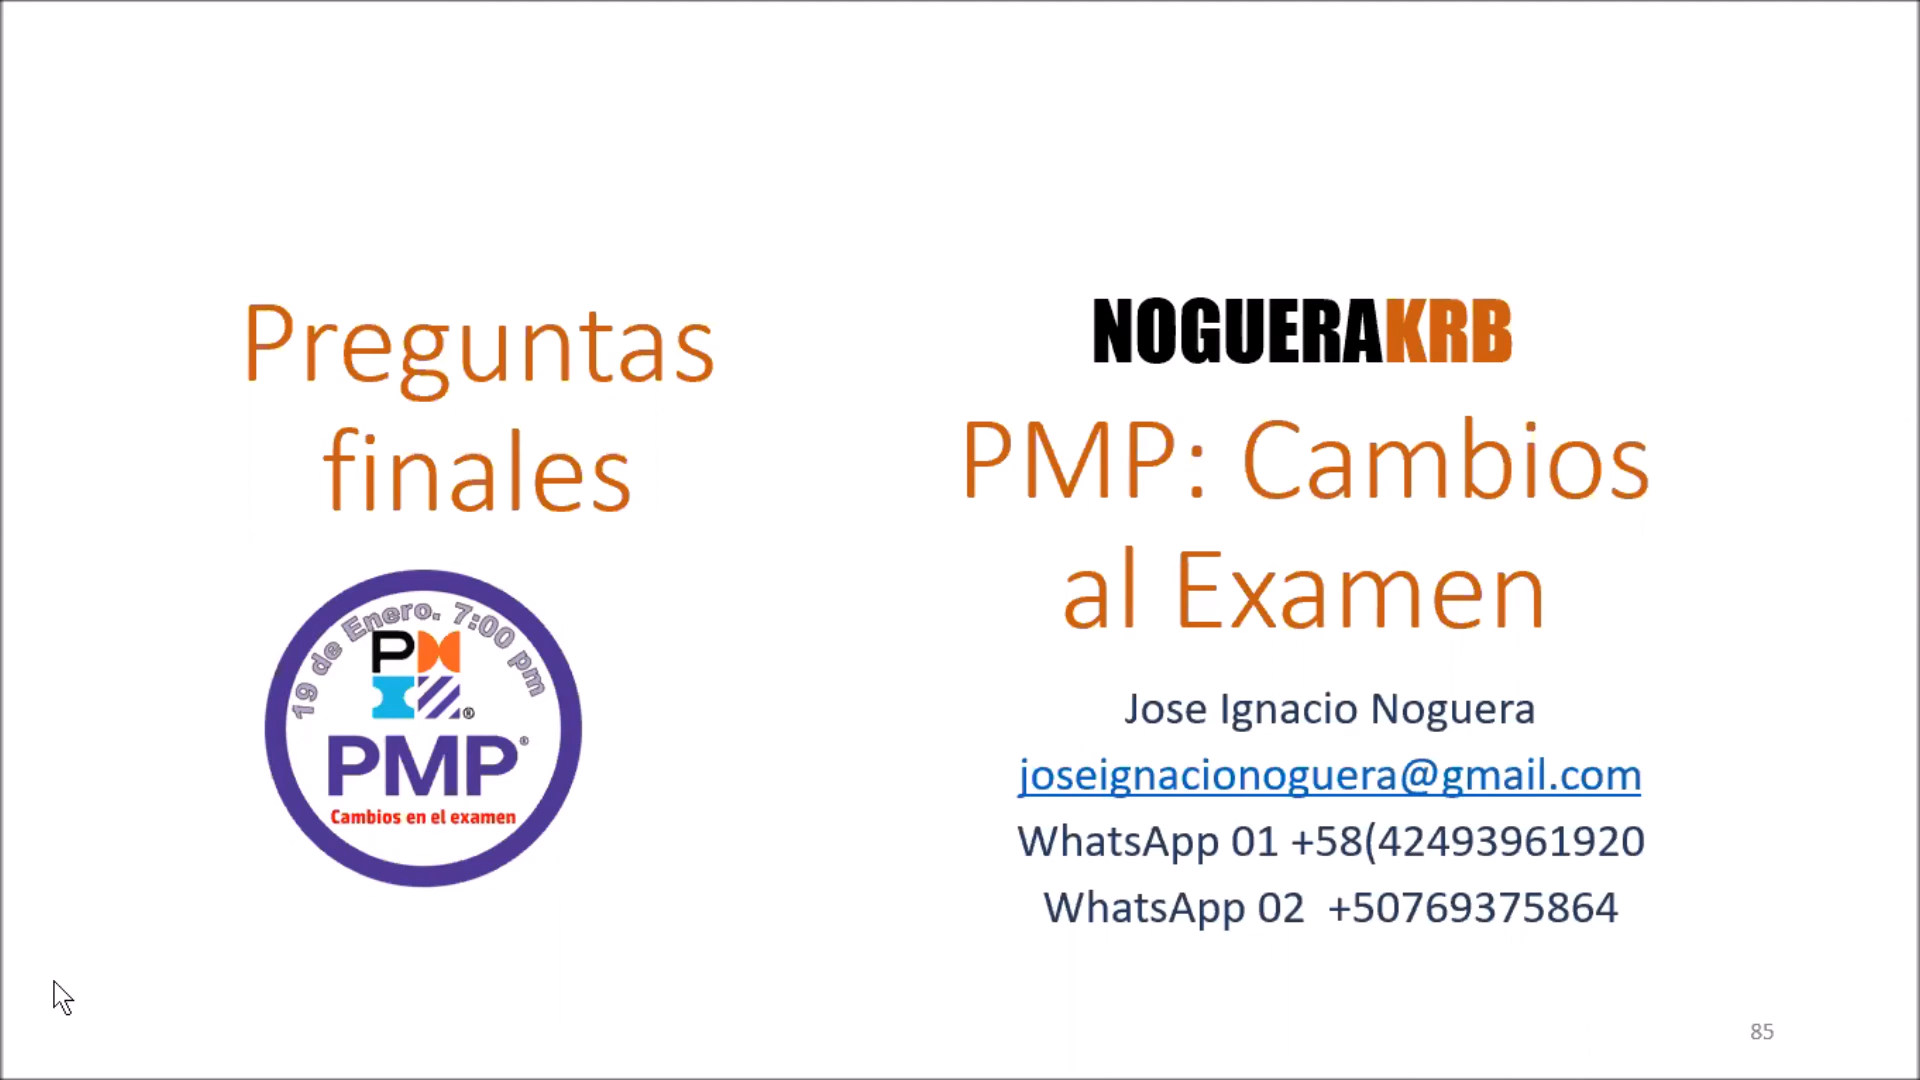 Preguntas
finales
19 de Enero. 7:00 pm
PM
®
PMP®
Cambios en el examen
NOGUERAKRB
PMP: Cambios
al Examen
Jose Ignacio Noguera
joseignacionoguera@gmail.com
WhatsApp 01 +58(42493961920
WhatsApp 02  +50769375864
85